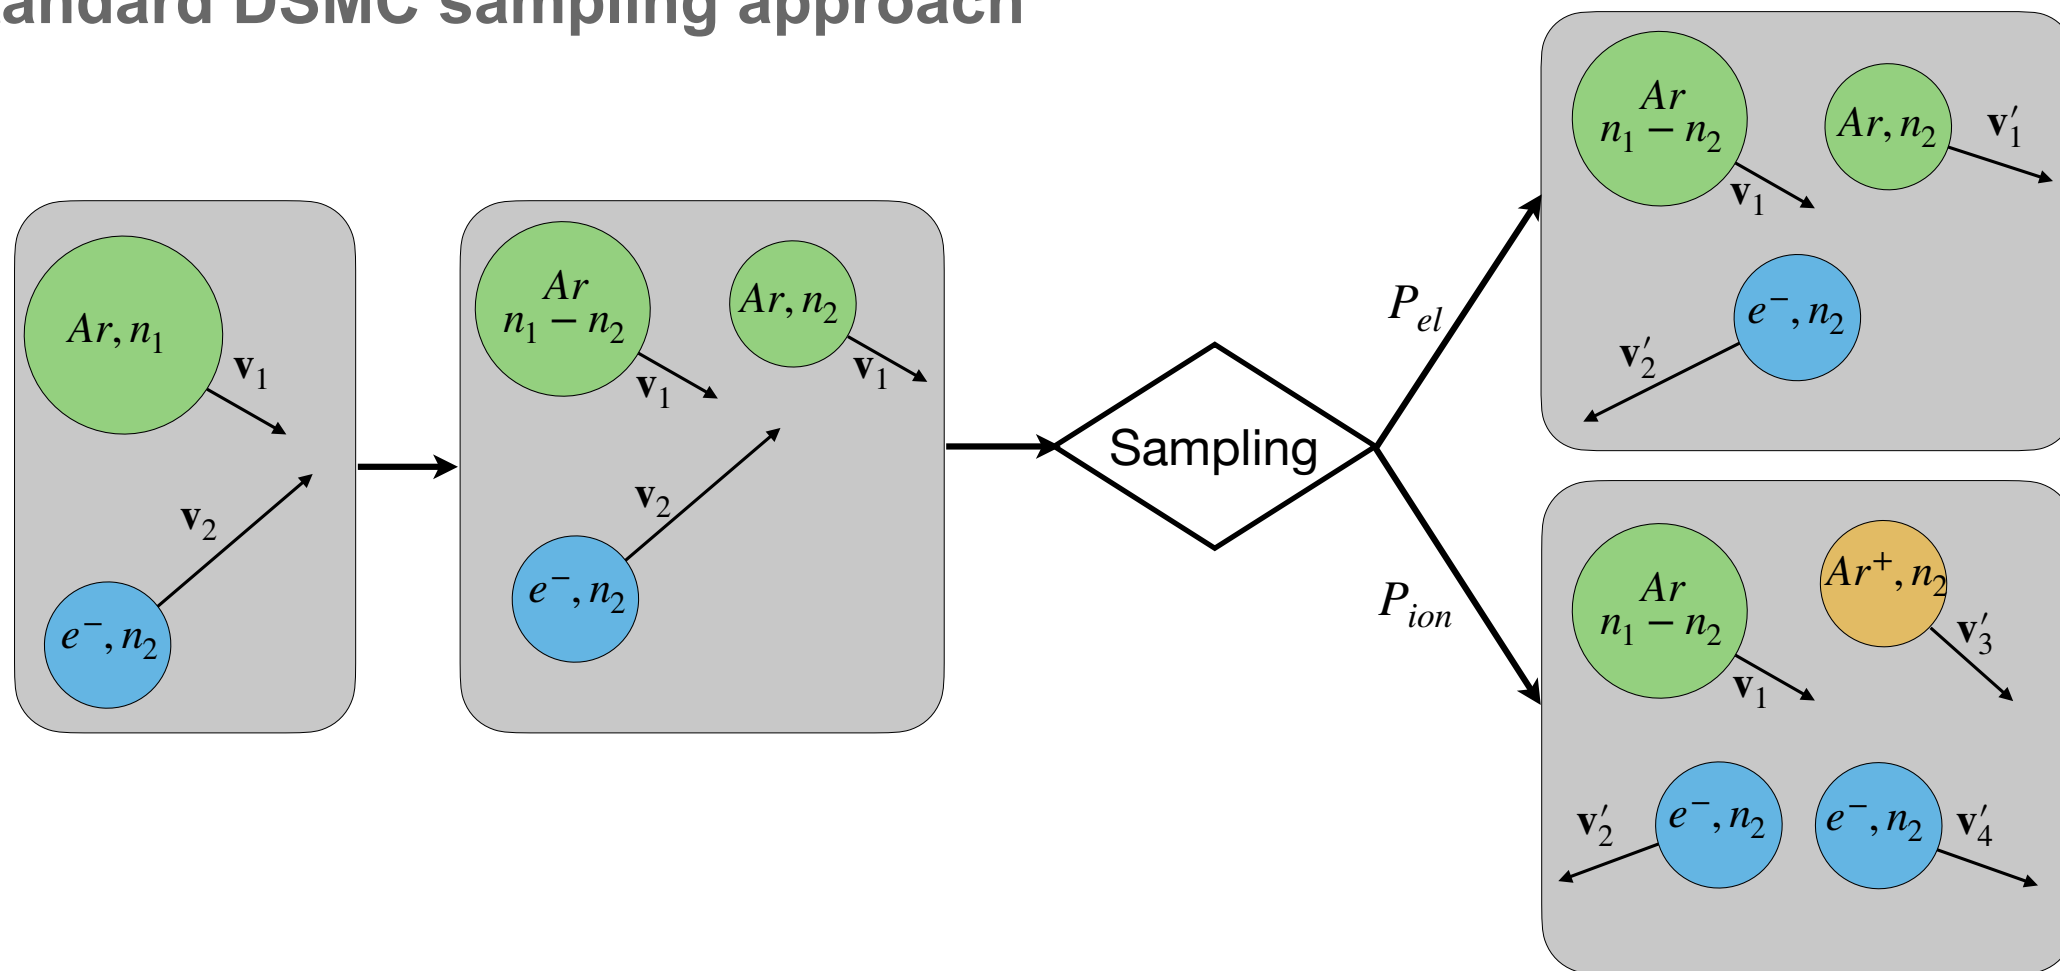 andard DSMC sampling approach
Ar, n₁
v₁
v₂
e⁻, n₂
Ar
n₁ − n₂
v₁
Ar, n₂
v₁
v₂
e⁻, n₂
Sampling
P_el
P_ion
Ar
n₁ − n₂
v₁
Ar, n₂
v′₁
e⁻, n₂
v′₂
Ar
n₁ − n₂
v₁
Ar⁺, n₂
v′₃
v′₂
e⁻, n₂
e⁻, n₂
v′₄